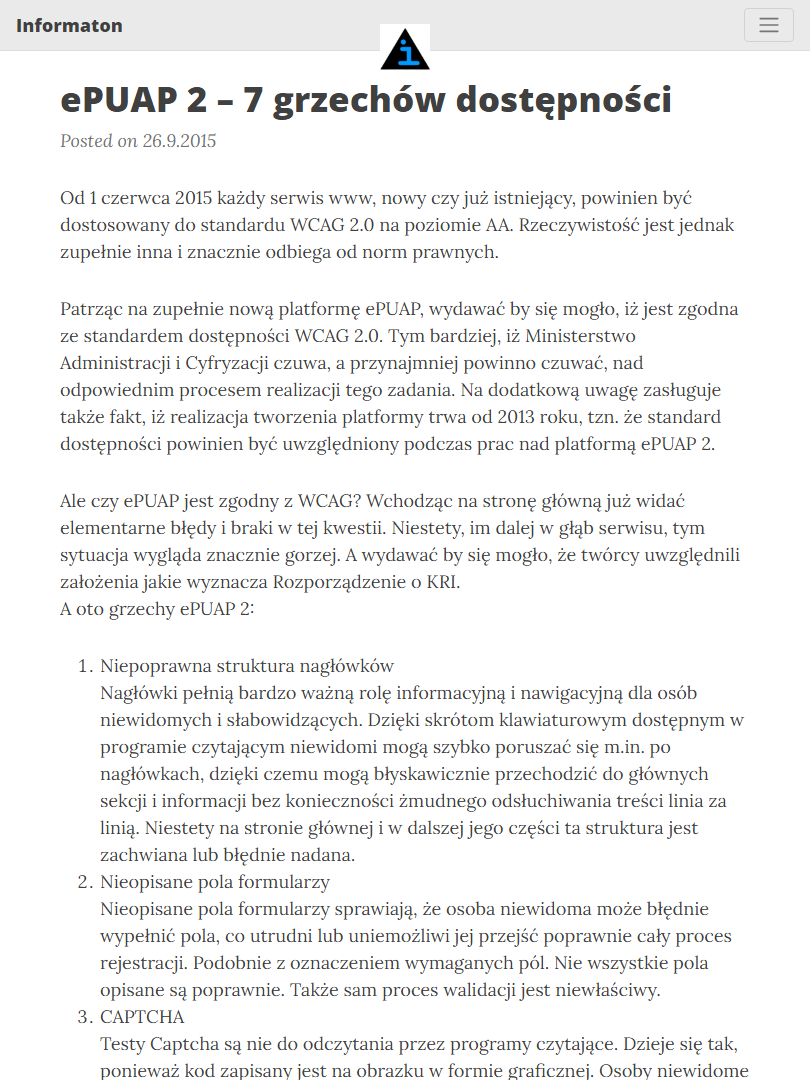 Informaton
i
ePUAP 2 – 7 grzechów dostępności
Posted on 26.9.2015
Od 1 czerwca 2015 każdy serwis www, nowy czy już istniejący, powinien być
dostosowany do standardu WCAG 2.0 na poziomie AA. Rzeczywistość jest jednak
zupełnie inna i znacznie odbiega od norm prawnych.
Patrząc na zupełnie nową platformę ePUAP, wydawać by się mogło, iż jest zgodna
ze standardem dostępności WCAG 2.0. Tym bardziej, iż Ministerstwo
Administracji i Cyfryzacji czuwa, a przynajmniej powinno czuwać, nad
odpowiednim procesem realizacji tego zadania. Na dodatkową uwagę zasługuje
także fakt, iż realizacja tworzenia platformy trwa od 2013 roku, tzn. że standard
dostępności powinien być uwzględniony podczas prac nad platformą ePUAP 2.
Ale czy ePUAP jest zgodny z WCAG? Wchodząc na stronę główną już widać
elementarne błędy i braki w tej kwestii. Niestety, im dalej w głąb serwisu, tym
sytuacja wygląda znacznie gorzej. A wydawać by się mogło, że twórcy uwzględnili
założenia jakie wyznacza Rozporządzenie o KRI.
A oto grzechy ePUAP 2:
1. Niepoprawna struktura nagłówków
Nagłówki pełnią bardzo ważną rolę informacyjną i nawigacyjną dla osób
niewidomych i słabowidzących. Dzięki skrótom klawiaturowym dostępnym w
programie czytającym niewidomi mogą szybko poruszać się m.in. po
nagłówkach, dzięki czemu mogą błyskawicznie przechodzić do głównych
sekcji i informacji bez konieczności żmudnego odsłuchiwania treści linia za
linią. Niestety na stronie głównej i w dalszej jego części ta struktura jest
zachwiana lub błędnie nadana.
2. Nieopisane pola formularzy
Nieopisane pola formularzy sprawiają, że osoba niewidoma może błędnie
wypełnić pola, co utrudni lub uniemożliwi jej przejść poprawnie cały proces
rejestracji. Podobnie z oznaczeniem wymaganych pól. Nie wszystkie pola
opisane są poprawnie. Także sam proces walidacji jest niewłaściwy.
3. CAPTCHA
Testy Captcha są nie do odczytania przez programy czytające. Dzieje się tak,
ponieważ kod zapisany jest na obrazku w formie graficznej. Osoby niewidome